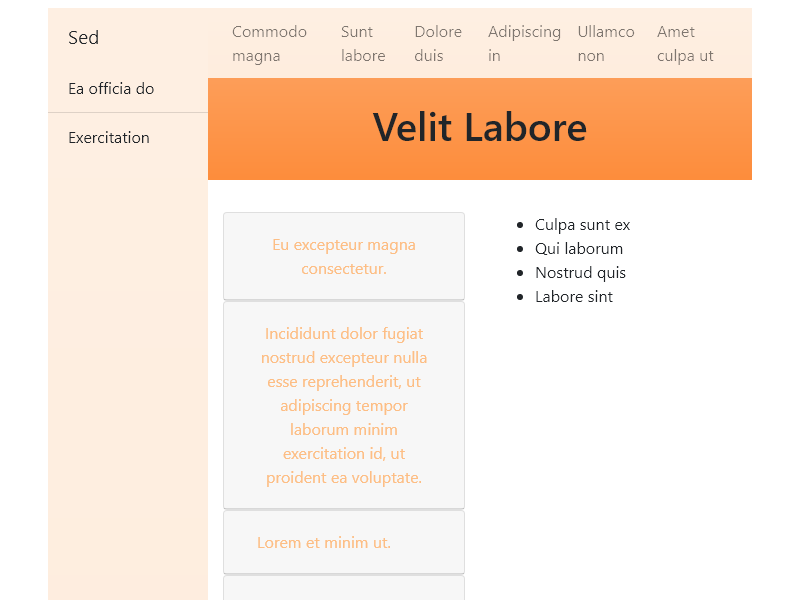 Sed
Ea officia do
Exercitation
Commodo magna
Sunt labore
Dolore duis
Adipiscing in
Ullamco non
Amet culpa ut
Velit Labore
Eu excepteur magna
consectetur.
Incididunt dolor fugiat
nostrud excepteur nulla
esse reprehenderit, ut
adipiscing tempor
laborum minim
exercitation id, ut
proident ea voluptate.
Lorem et minim ut.
Culpa sunt ex
Qui laborum
Nostrud quis
Labore sint